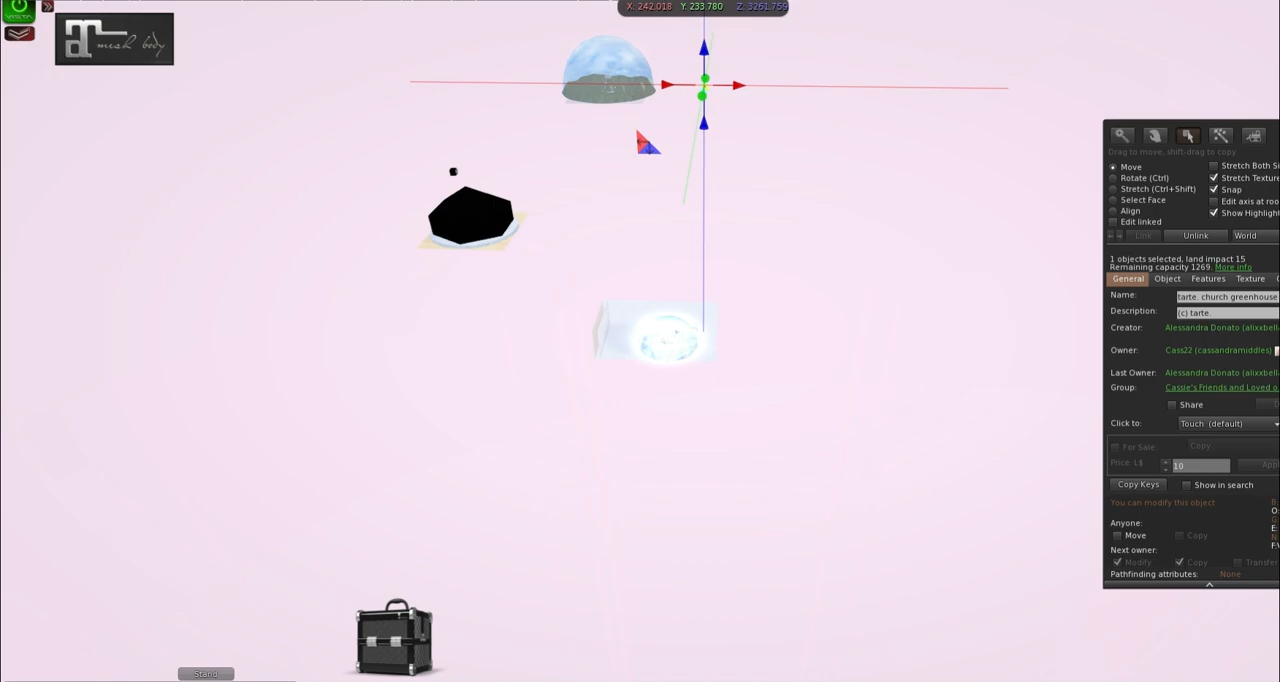 X: 242.018 Y: 233.780 Z: 3261.759
VISTA
mesh body
Drag to move, shift-drag to copy
Move
Rotate (Ctrl)
Stretch (Ctrl+Shift)
Select Face
Align
Edit linked
Stretch Both Si
Stretch Texture
Snap
Edit axis at roo
Show Highlight
Link
Unlink
World
1 objects selected, land impact 15
Remaining capacity 1269. More info
General Object Features Texture
Name: tarte. church greenhouse
Description: (c) tarte.
Creator: Alessandra Donato (alixxbell
Owner: Cass22 (cassandramiddles)
Last Owner: Alessandra Donato (alixxbell
Group: Cassie's Friends and Loved o
Share
Click to: Touch (default)
For Sale: Copy
Price: L$ 10 App
Copy Keys Show in search
You can modify this object
Anyone:
Move Copy
Next owner:
Modify Copy Transfer
Pathfinding attributes: None
Stand